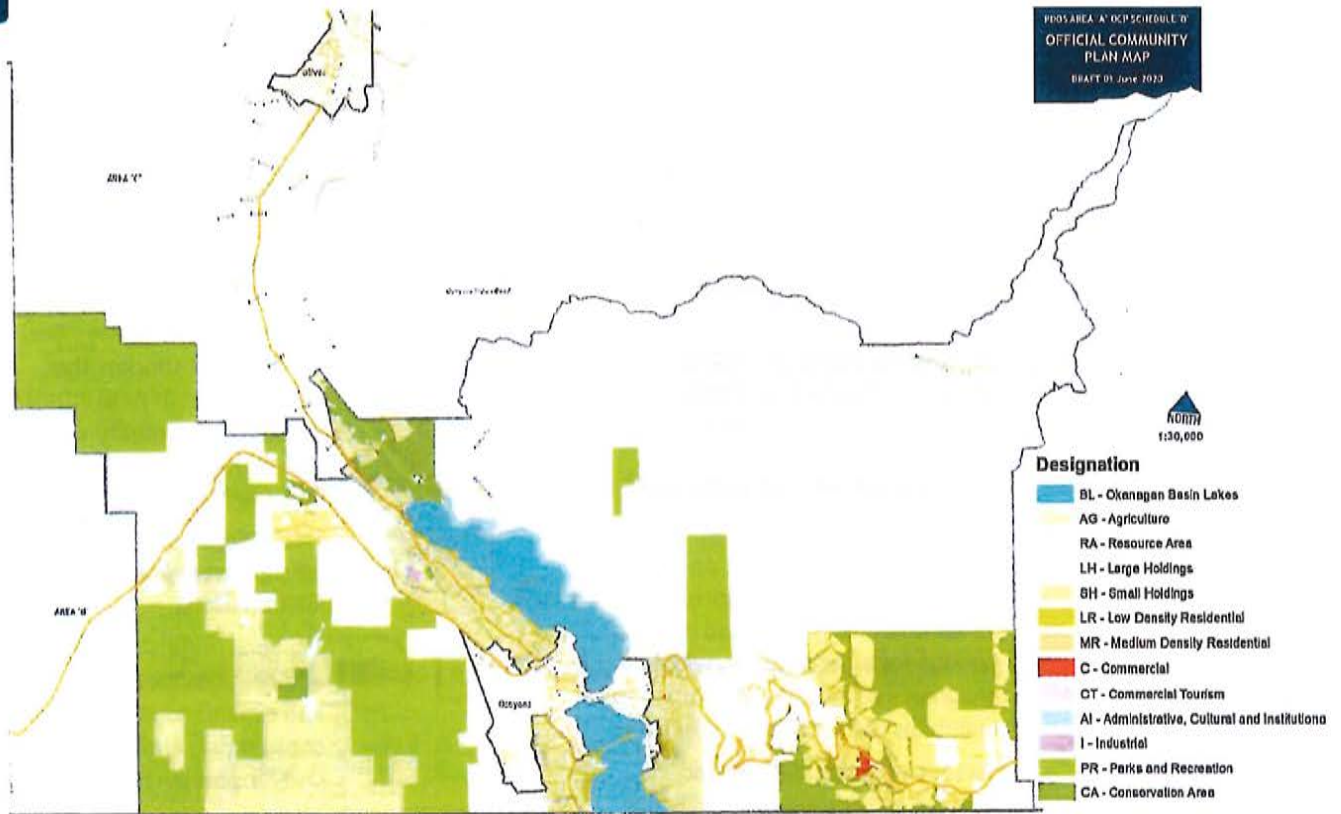 RDOS AREA 'A' OCP SCHEDULE 'B'
OFFICIAL COMMUNITY
PLAN MAP
DRAFT 01 June 2020
Oliver
AREA 'C'
NORTH
1:30,000
Designation
BL - Okanagan Basin Lakes
AG - Agriculture
RA - Resource Area
LH - Large Holdings
SH - Small Holdings
LR - Low Density Residential
MR - Medium Density Residential
C - Commercial
CT - Commercial Tourism
AI - Administrative, Cultural and Institutiona
I - Industrial
PR - Parks and Recreation
CA - Conservation Area
Osoyoos